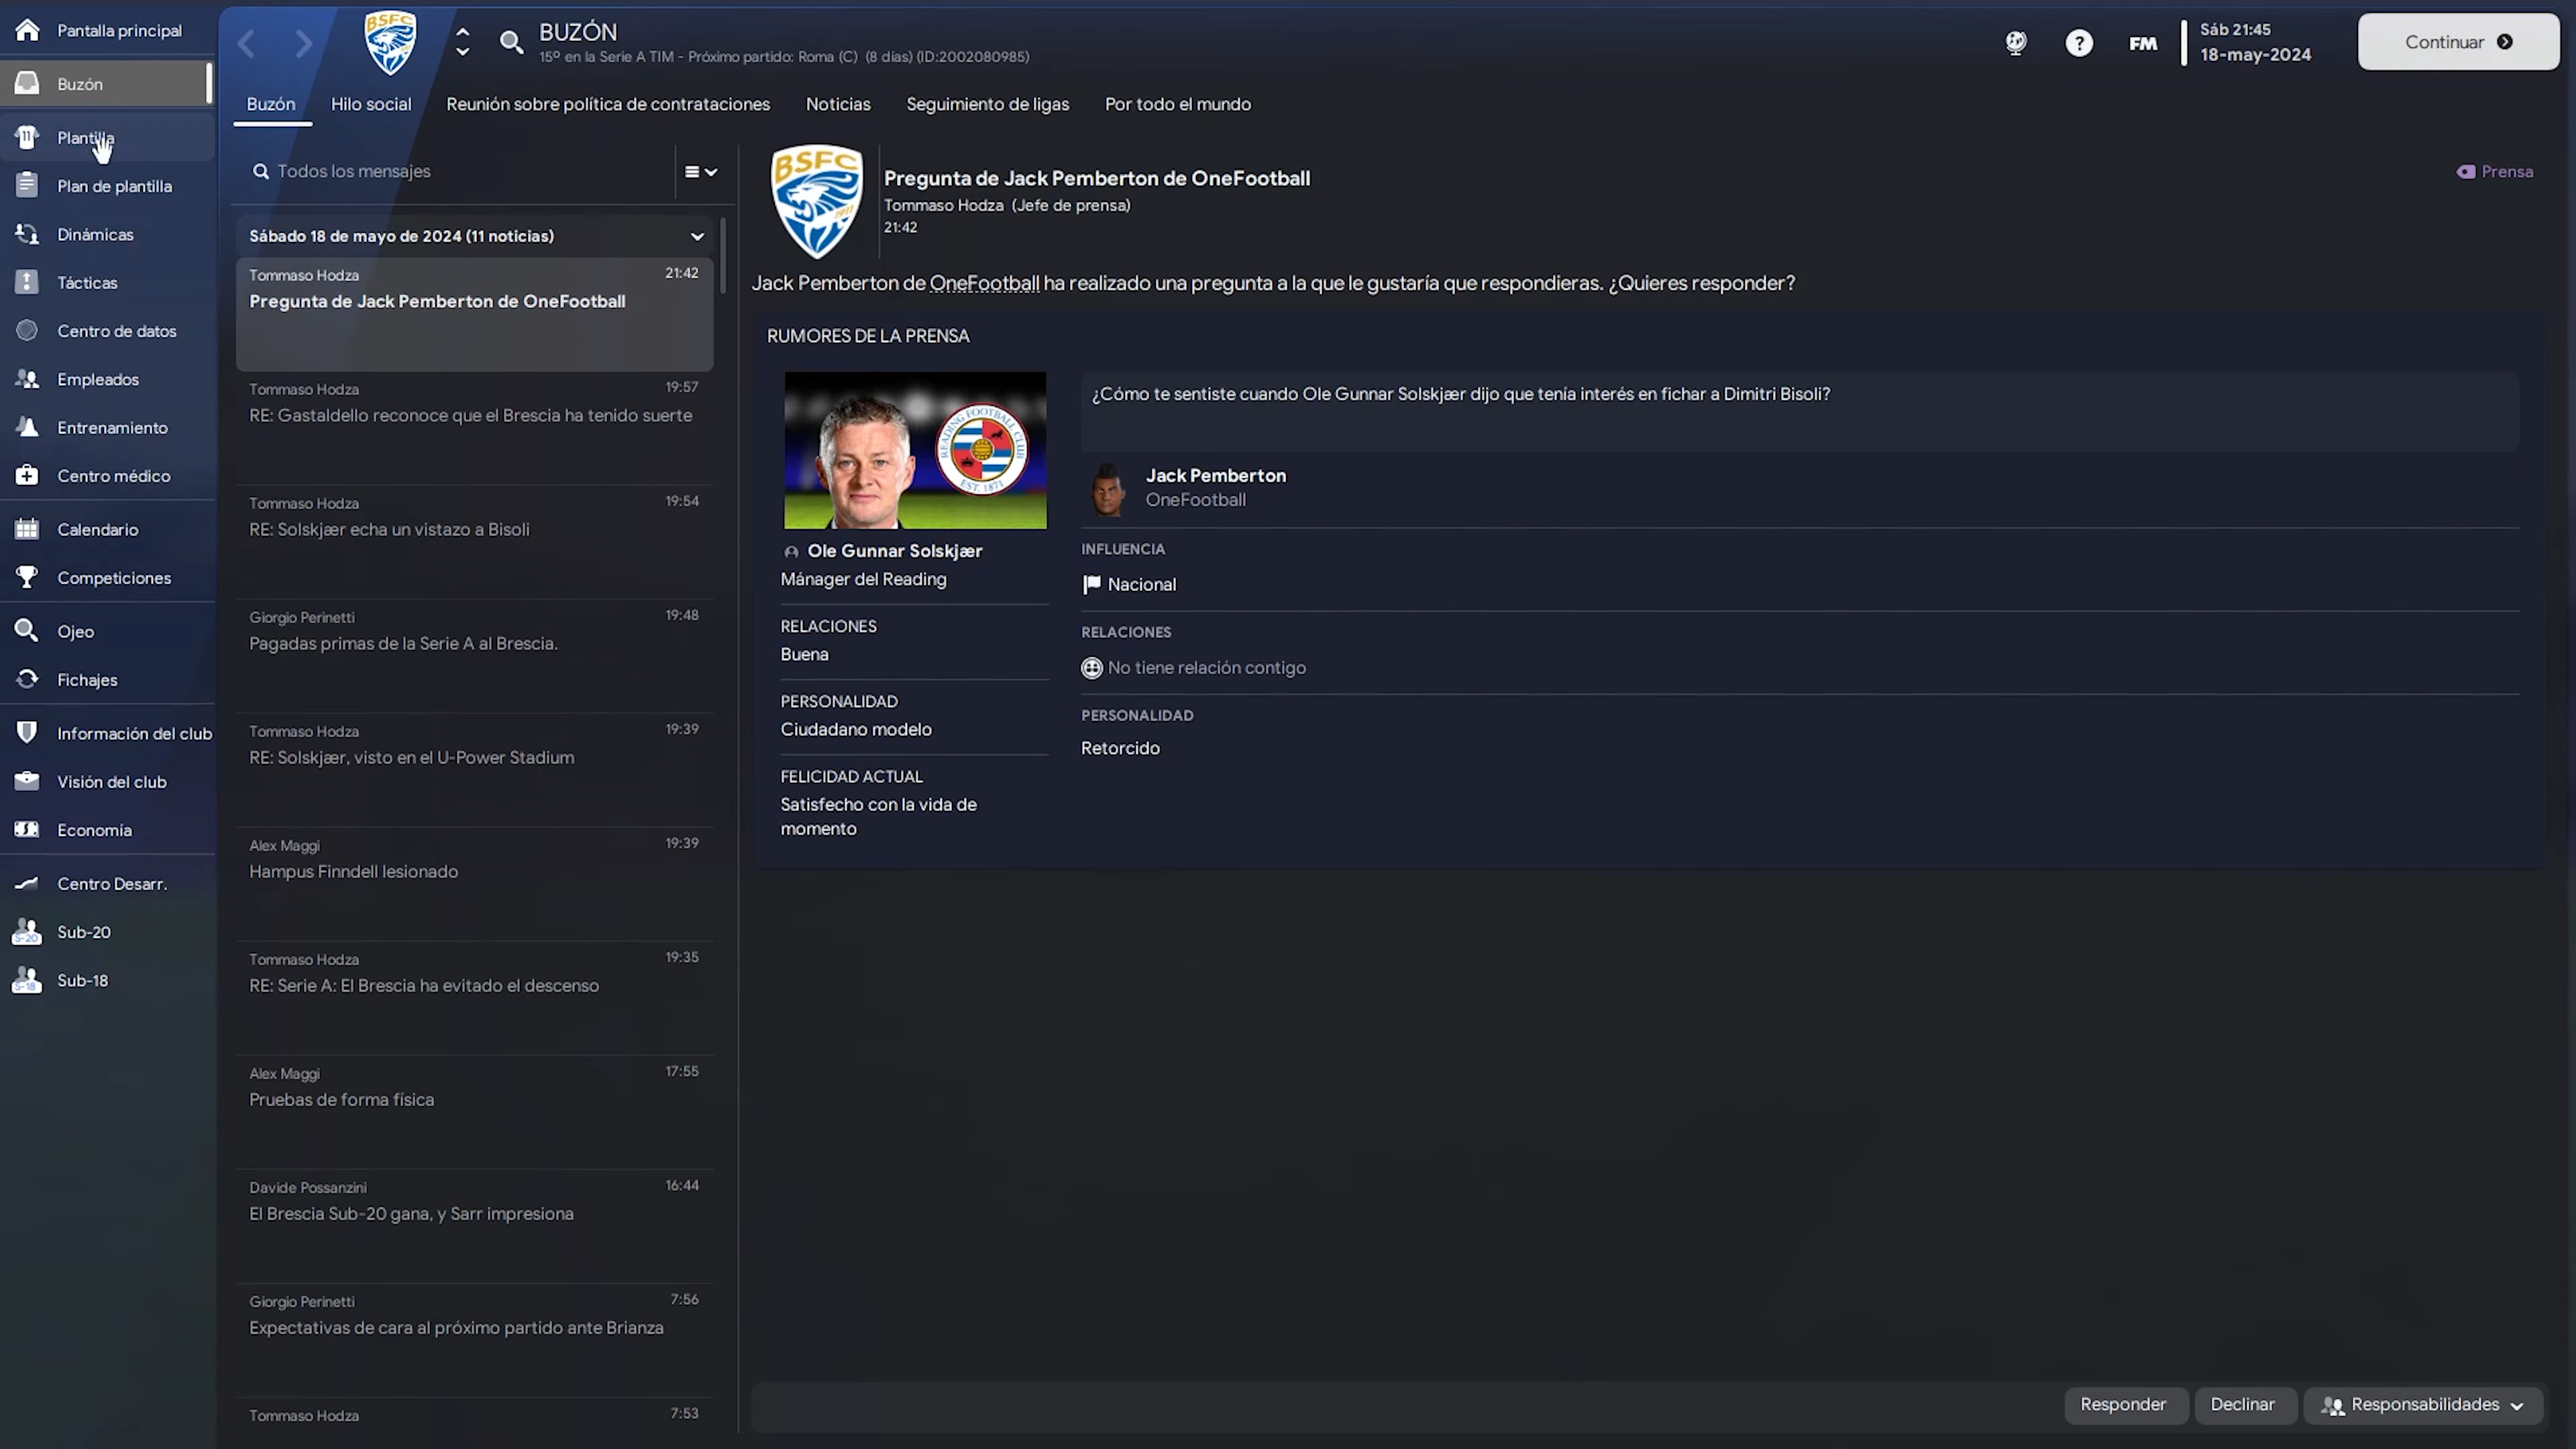 Pantalla principal
Buzón
Plantilla
Plan de plantilla
Dinámicas
Tácticas
Centro de datos
Empleados
Entrenamiento
Centro médico
Calendario
Competiciones
Ojeo
Fichajes
Información del club
Visión del club
Economía
Centro Desarr.
S-20
Sub-20
S-18
Sub-18
BSFC
BUZÓN
15º en la Serie A TIM - Próximo partido: Roma (C) (8 días) (ID:2002080985)
?
FM
Sáb 21:45
18-may-2024
Continuar
Buzón
Hilo social
Reunión sobre política de contrataciones
Noticias
Seguimiento de ligas
Por todo el mundo
Todos los mensajes
Sábado 18 de mayo de 2024 (11 noticias)
Tommaso Hodza 21:42
Pregunta de Jack Pemberton de OneFootball
Tommaso Hodza 19:57
RE: Gastaldello reconoce que el Brescia ha tenido suerte
Tommaso Hodza 19:54
RE: Solskjær echa un vistazo a Bisoli
Giorgio Perinetti 19:48
Pagadas primas de la Serie A al Brescia.
Tommaso Hodza 19:39
RE: Solskjær, visto en el U-Power Stadium
Alex Maggi 19:39
Hampus Finndell lesionado
Tommaso Hodza 19:35
RE: Serie A: El Brescia ha evitado el descenso
Alex Maggi 17:55
Pruebas de forma física
Davide Possanzini 16:44
El Brescia Sub-20 gana, y Sarr impresiona
Giorgio Perinetti 7:56
Expectativas de cara al próximo partido ante Brianza
Tommaso Hodza 7:53
BSFC
1911
Pregunta de Jack Pemberton de OneFootball
Tommaso Hodza (Jefe de prensa)
21:42
Prensa
Jack Pemberton de OneFootball ha realizado una pregunta a la que le gustaría que respondieras. ¿Quieres responder?
RUMORES DE LA PRENSA
READING FOOTBALL CLUB
EST. 1871
Ole Gunnar Solskjær
Mánager del Reading
RELACIONES
Buena
PERSONALIDAD
Ciudadano modelo
FELICIDAD ACTUAL
Satisfecho con la vida de
momento
¿Cómo te sentiste cuando Ole Gunnar Solskjær dijo que tenía interés en fichar a Dimitri Bisoli?
Jack Pemberton
OneFootball
INFLUENCIA
Nacional
RELACIONES
No tiene relación contigo
PERSONALIDAD
Retorcido
Responder
Declinar
Responsabilidades